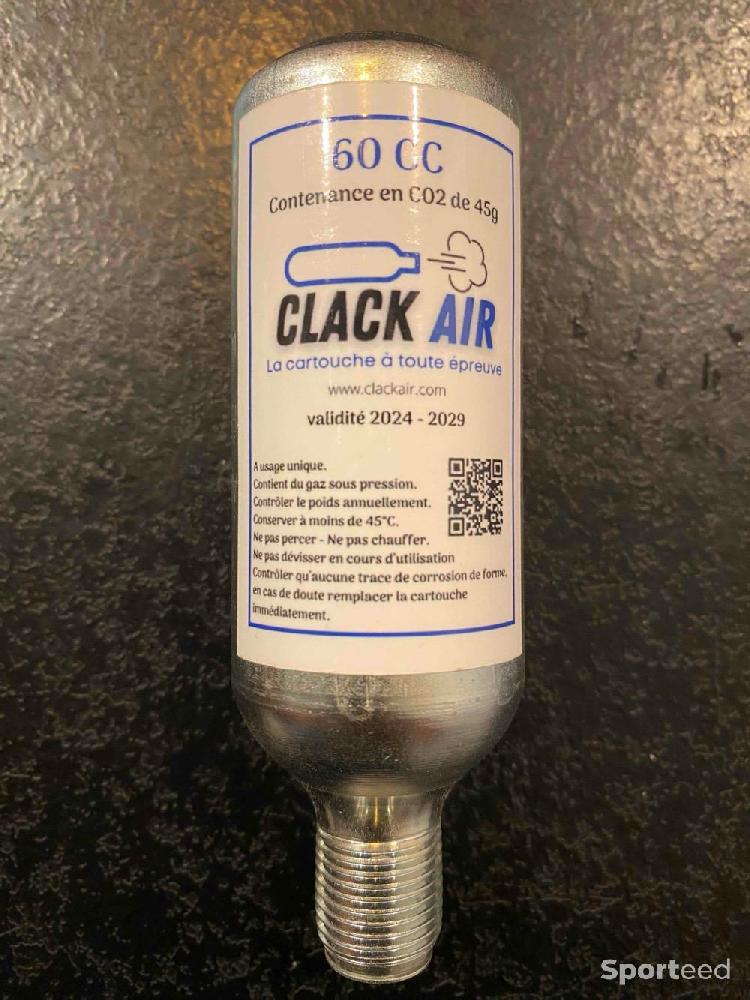 60 CC
Contenance en CO2 de 45g
CLACK AIR
La cartouche à toute épreuve
www.clackair.com
validité 2024 - 2029
A usage unique.
Contient du gaz sous pression.
Contrôler le poids annuellement.
Conserver à moins de 45°C.
Ne pas percer - Ne pas chauffer.
Ne pas dévisser en cours d'utilisation
Contrôler qu'aucune trace de corrosion de forme,
en cas de doute remplacer la cartouche
immédiatement.
Sporteed